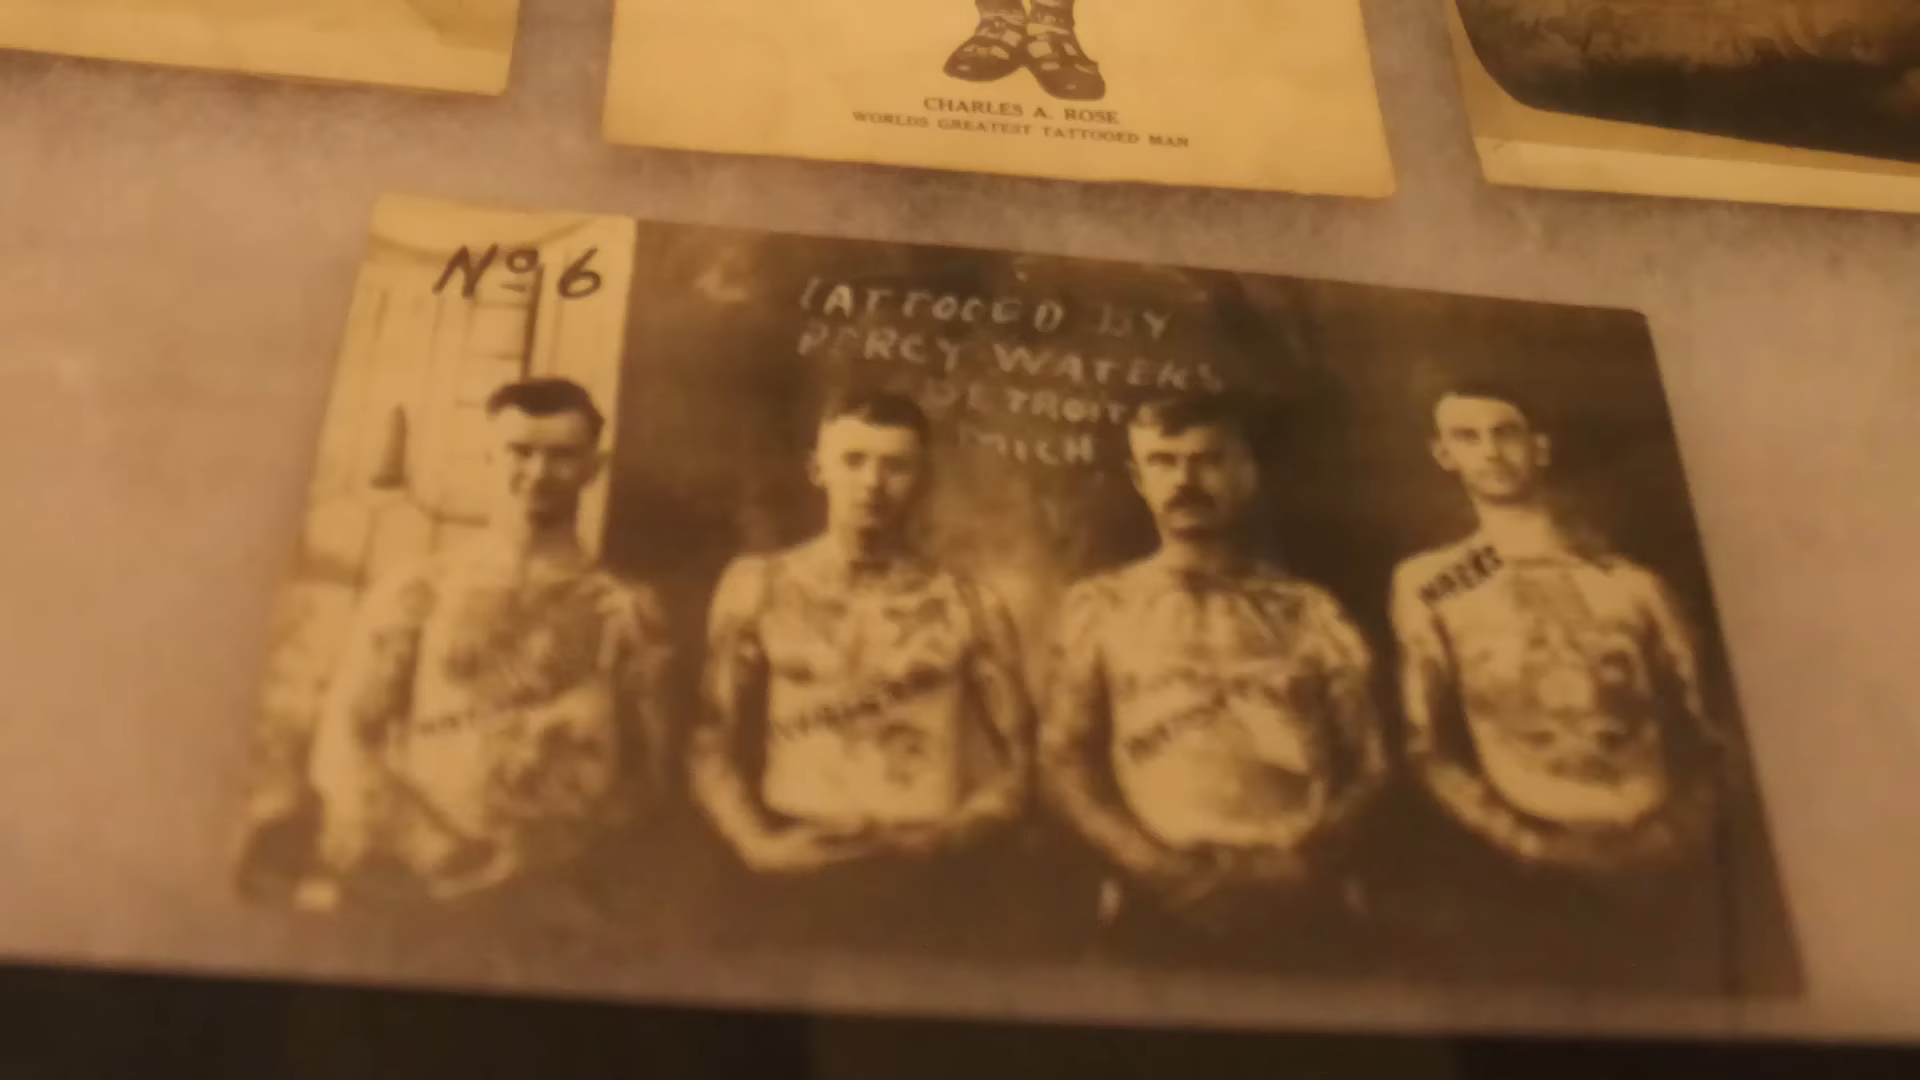 CHARLES A. ROSE
WORLDS GREATEST TATTOOED MAN
Nº 6
TATTOOED BY
PERCY WATERS
DETROIT
MICH